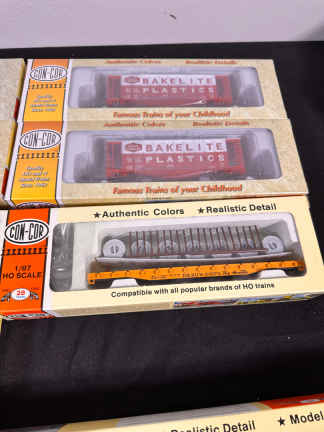 Authentic Colors Realistic Details
CON-COR
BAKELITE
PLASTICS
Famous Trains of your Childhood
Authentic Colors Realistic Details
CON-COR
BAKELITE
PLASTICS
Famous Trains of your Childhood
★ Authentic Colors ★ Realistic Detail
CON-COR
1/87
HO SCALE
Compatible with all popular brands of HO trains
Realistic Detail ★ Model